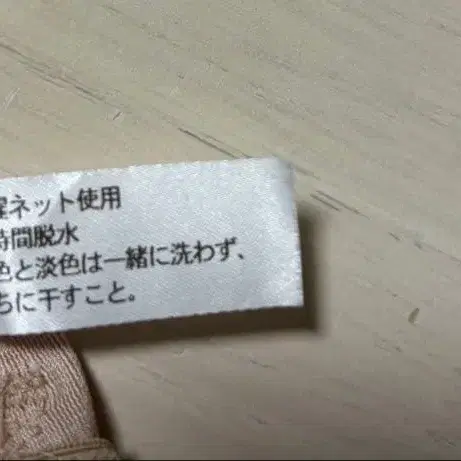 濯ネット使用
時間脱水
色と淡色は一緒に洗わず、
ちに干すこと。